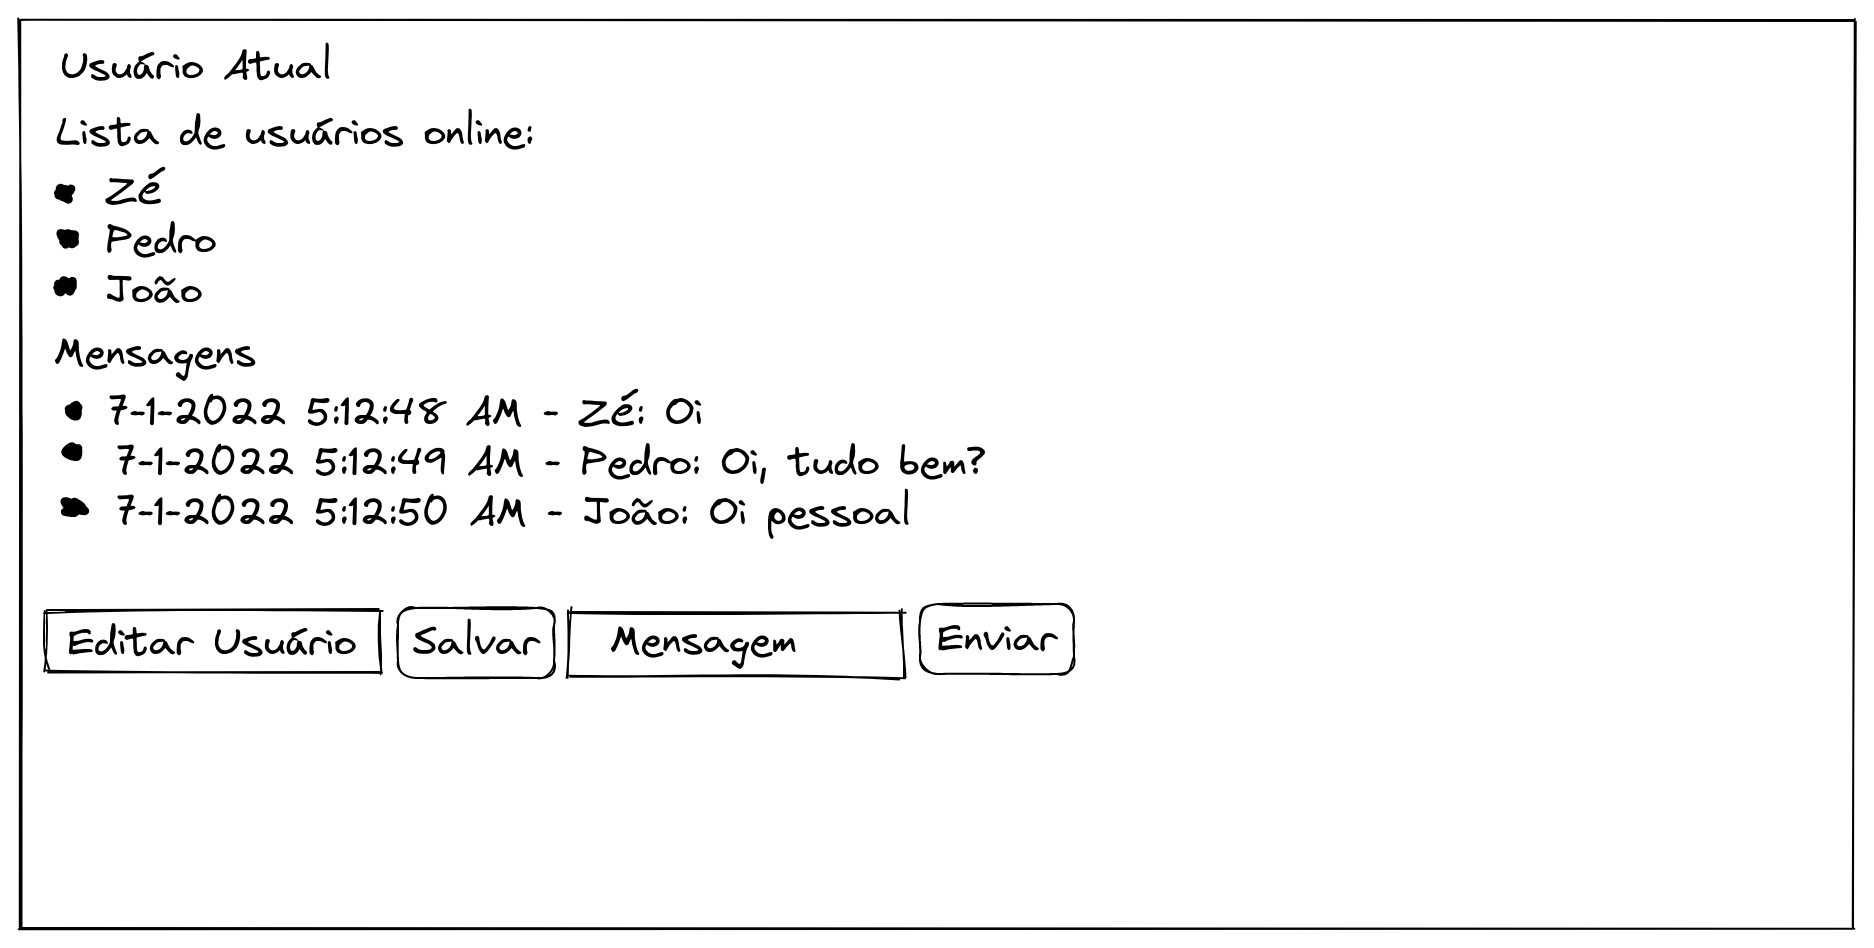 Usuário Atual
Lista de usuários online:
Zé
Pedro
João
Mensagens
7-1-2022 5:12:48 AM - Zé: Oi
7-1-2022 5:12:49 AM - Pedro: Oi, tudo bem?
7-1-2022 5:12:50 AM - João: Oi pessoal
Editar Usuário Salvar Mensagem Enviar